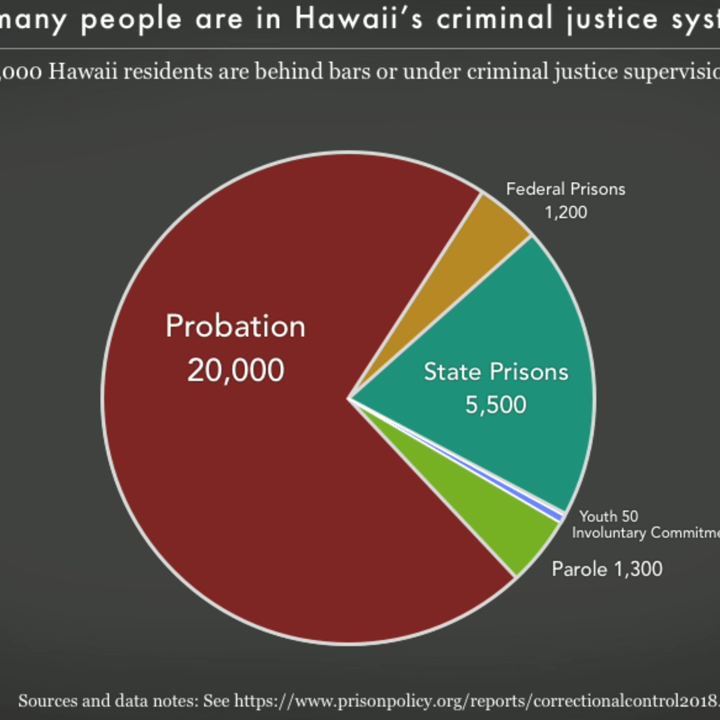 many people are in Hawaii's criminal justice syst
,000 Hawaii residents are behind bars or under criminal justice supervisio
Federal Prisons
1,200
Probation
20,000
State Prisons
5,500
Youth 50
Involuntary Commitme
Parole 1,300
Sources and data notes: See https://www.prisonpolicy.org/reports/correctionalcontrol2018.